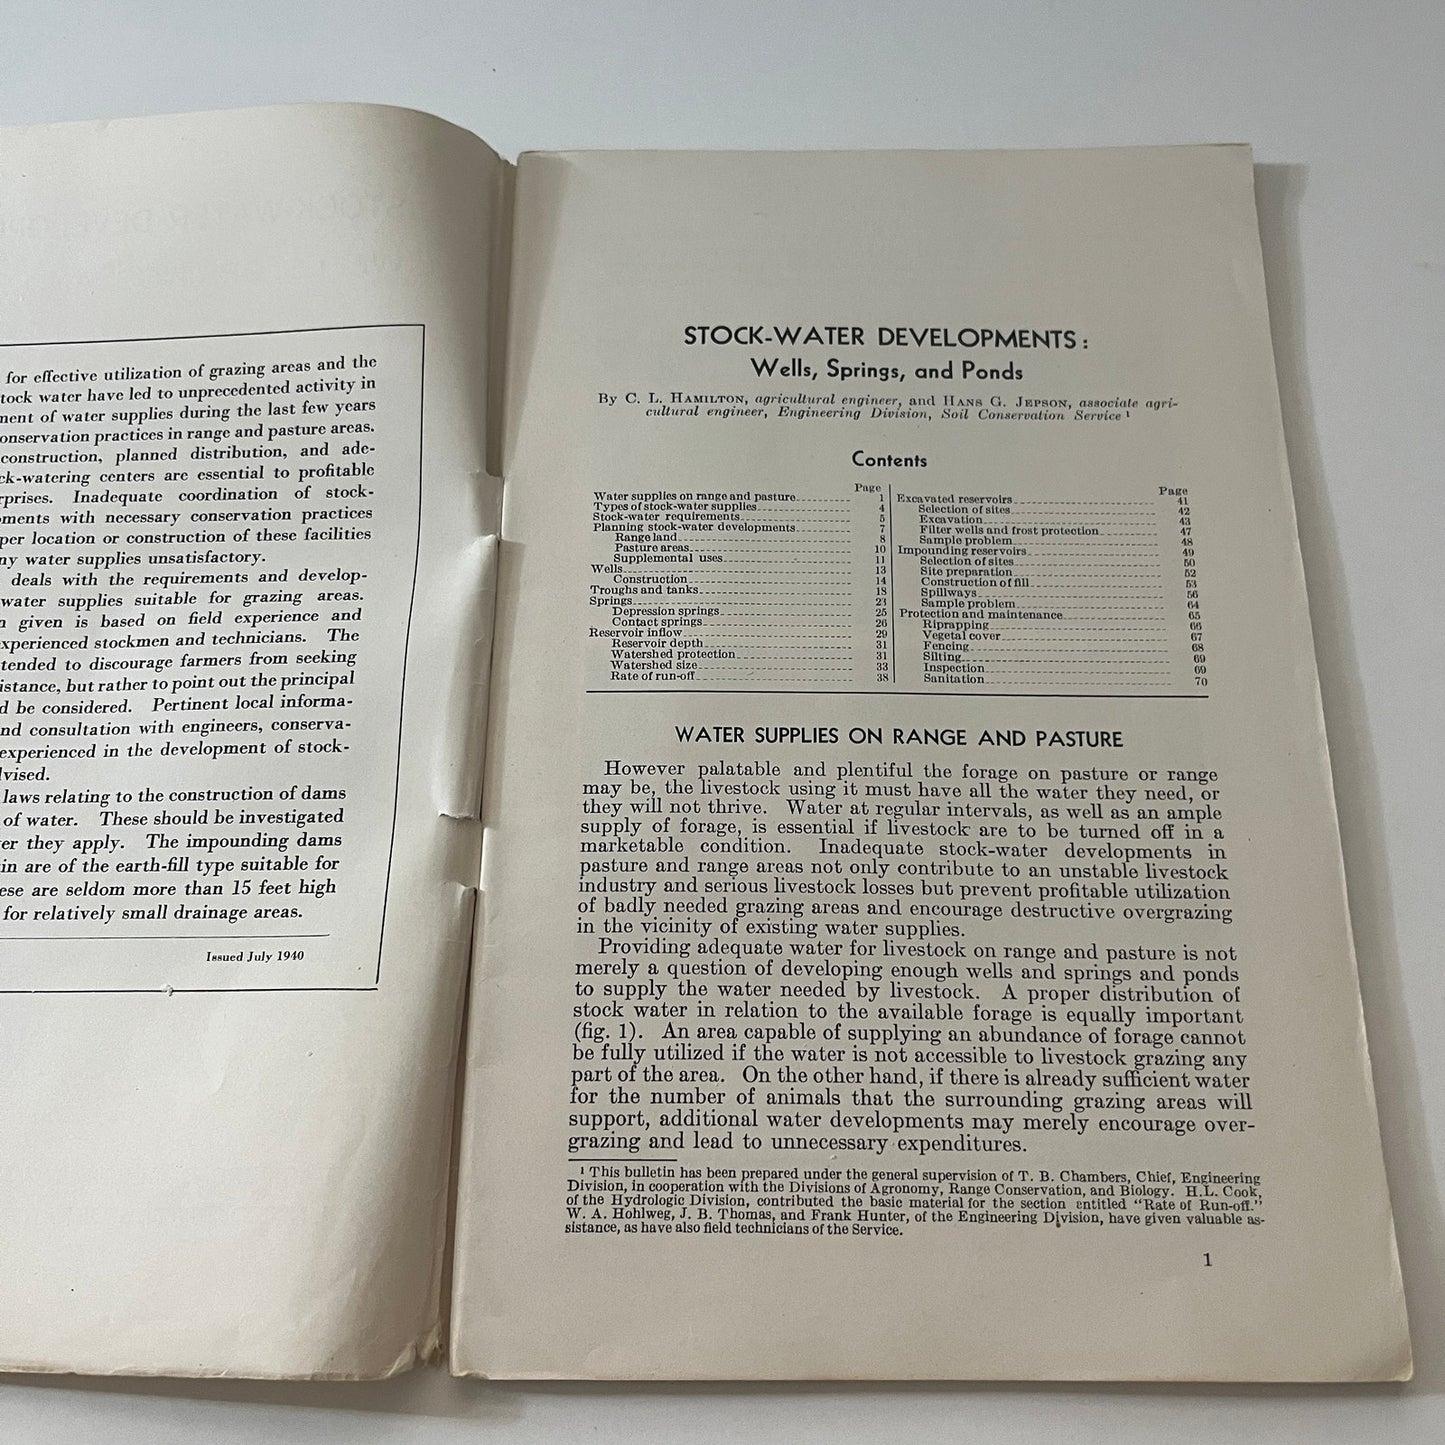 for effective utilization of grazing areas and the
tock water have led to unprecedented activity in
ment of water supplies during the last few years
onservation practices in range and pasture areas.
construction, planned distribution, and ade-
ck-watering centers are essential to profitable
rprises. Inadequate coordination of stock-
pments with necessary conservation practices
per location or construction of these facilities
ny water supplies unsatisfactory.
deals with the requirements and develop-
water supplies suitable for grazing areas.
n given is based on field experience and
xperienced stockmen and technicians. The
tended to discourage farmers from seeking
istance, but rather to point out the principal
d be considered. Pertinent local informa-
nd consultation with engineers, conserva-
experienced in the development of stock-
lvised.
laws relating to the construction of dams
of water. These should be investigated
er they apply. The impounding dams
in are of the earth-fill type suitable for
ese are seldom more than 15 feet high
for relatively small drainage areas.
Issued July 1940
STOCK-WATER DEVELOPMENTS:
Wells, Springs, and Ponds
By C. L. HAMILTON, agricultural engineer, and HANS G. JEPSON, associate agri-
cultural engineer, Engineering Division, Soil Conservation Service 1
Contents
Page
Water supplies on range and pasture 1
Types of stock-water supplies 4
Stock-water requirements 5
Planning stock-water developments 7
Range land 8
Pasture areas 10
Supplemental uses 11
Wells 13
Construction 14
Troughs and tanks 18
Springs 23
Depression springs 25
Contact springs 26
Reservoir inflow 29
Reservoir depth 31
Watershed protection 31
Watershed size 33
Rate of run-off 38
Page
Excavated reservoirs 41
Selection of sites 42
Excavation 43
Filter wells and frost protection 47
Sample problem 48
Impounding reservoirs 49
Selection of sites 50
Site preparation 52
Construction of fill 53
Spillways 56
Sample problem 64
Protection and maintenance 65
Riprapping 66
Vegetal cover 67
Fencing 68
Silting 69
Inspection 69
Sanitation 70
WATER SUPPLIES ON RANGE AND PASTURE
However palatable and plentiful the forage on pasture or range
may be, the livestock using it must have all the water they need, or
they will not thrive. Water at regular intervals, as well as an ample
supply of forage, is essential if livestock are to be turned off in a
marketable condition. Inadequate stock-water developments in
pasture and range areas not only contribute to an unstable livestock
industry and serious livestock losses but prevent profitable utilization
of badly needed grazing areas and encourage destructive overgrazing
in the vicinity of existing water supplies.
Providing adequate water for livestock on range and pasture is not
merely a question of developing enough wells and springs and ponds
to supply the water needed by livestock. A proper distribution of
stock water in relation to the available forage is equally important
(fig. 1). An area capable of supplying an abundance of forage cannot
be fully utilized if the water is not accessible to livestock grazing any
part of the area. On the other hand, if there is already sufficient water
for the number of animals that the surrounding grazing areas will
support, additional water developments may merely encourage over-
grazing and lead to unnecessary expenditures.
1 This bulletin has been prepared under the general supervision of T. B. Chambers, Chief, Engineering
Division, in cooperation with the Divisions of Agronomy, Range Conservation, and Biology. H.L. Cook,
of the Hydrologic Division, contributed the basic material for the section entitled "Rate of Run-off."
W. A. Hohlweg, J. B. Thomas, and Frank Hunter, of the Engineering Division, have given valuable as-
sistance, as have also field technicians of the Service.
1